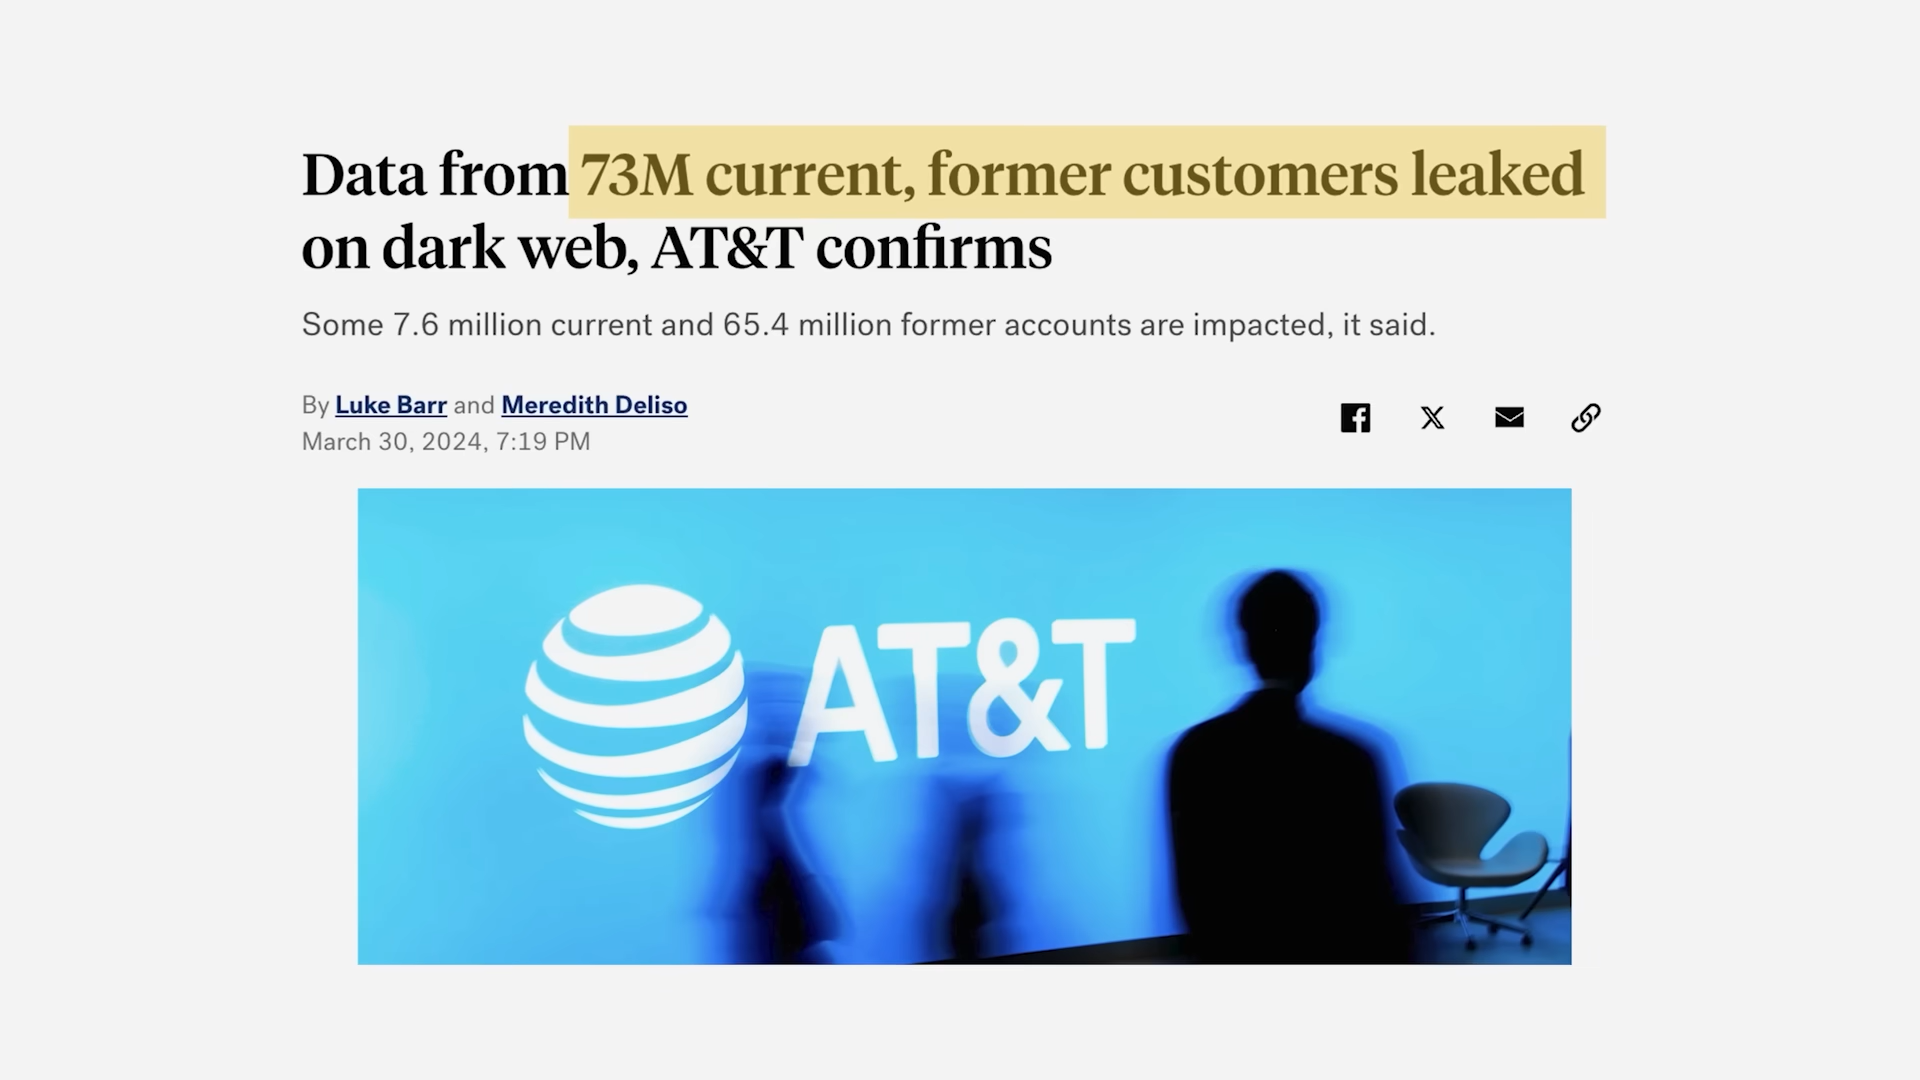 Data from 73M current, former customers leaked
on dark web, AT&T confirms
Some 7.6 million current and 65.4 million former accounts are impacted, it said.
By Luke Barr and Meredith Deliso
March 30, 2024, 7:19 PM
AT&T